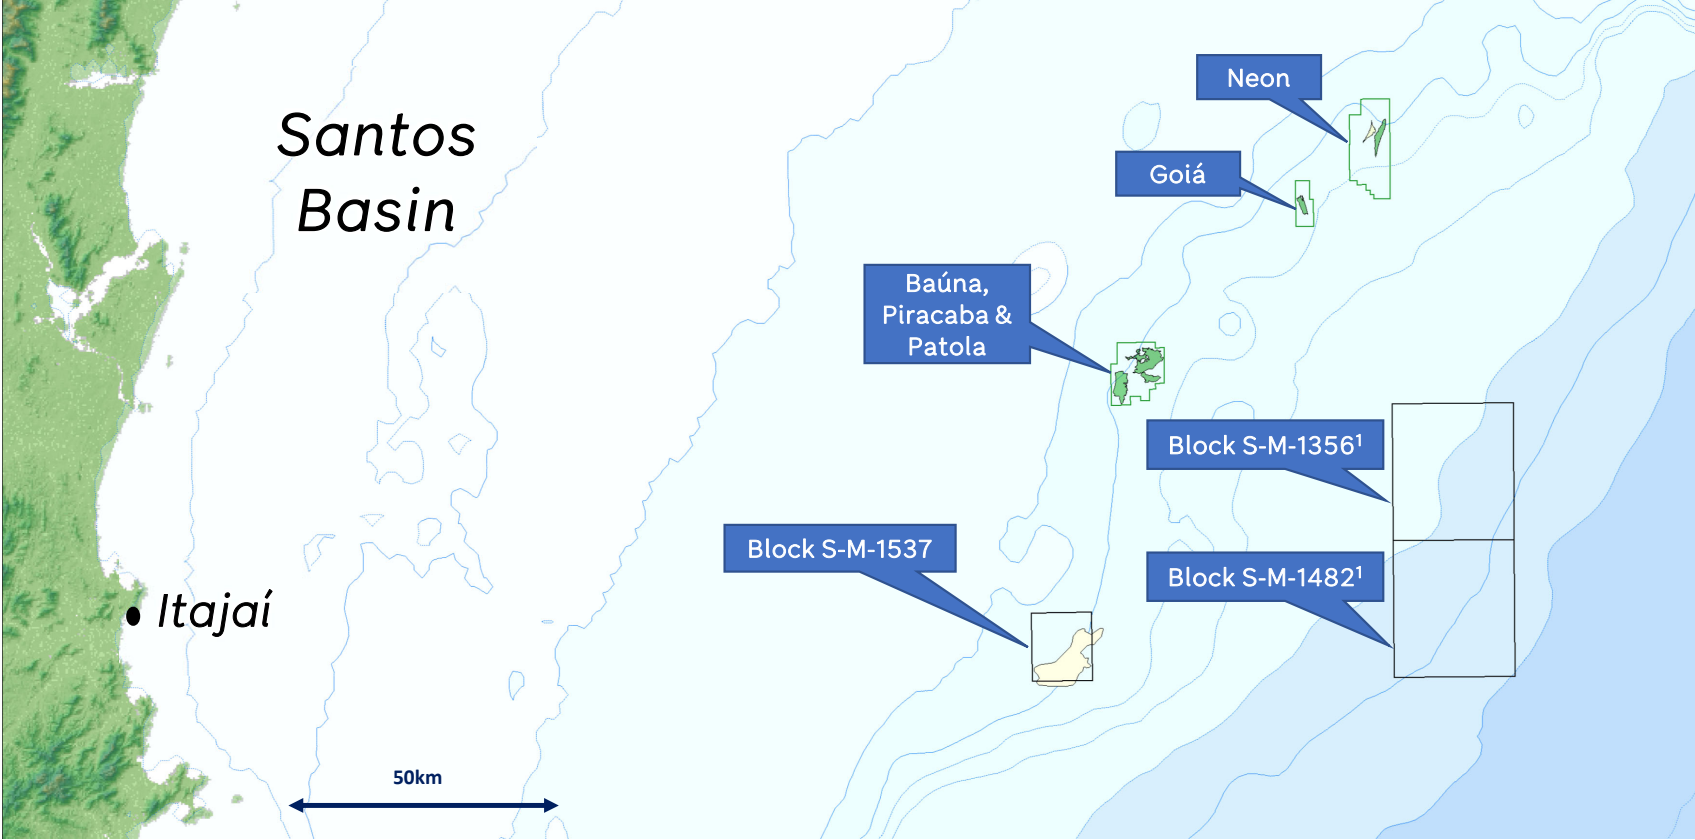 Santos
Basin
Neon
Goiá
Baúna,
Piracaba &
Patola
Block S-M-1356¹
Block S-M-1537
Block S-M-1482¹
Itajaí
50km